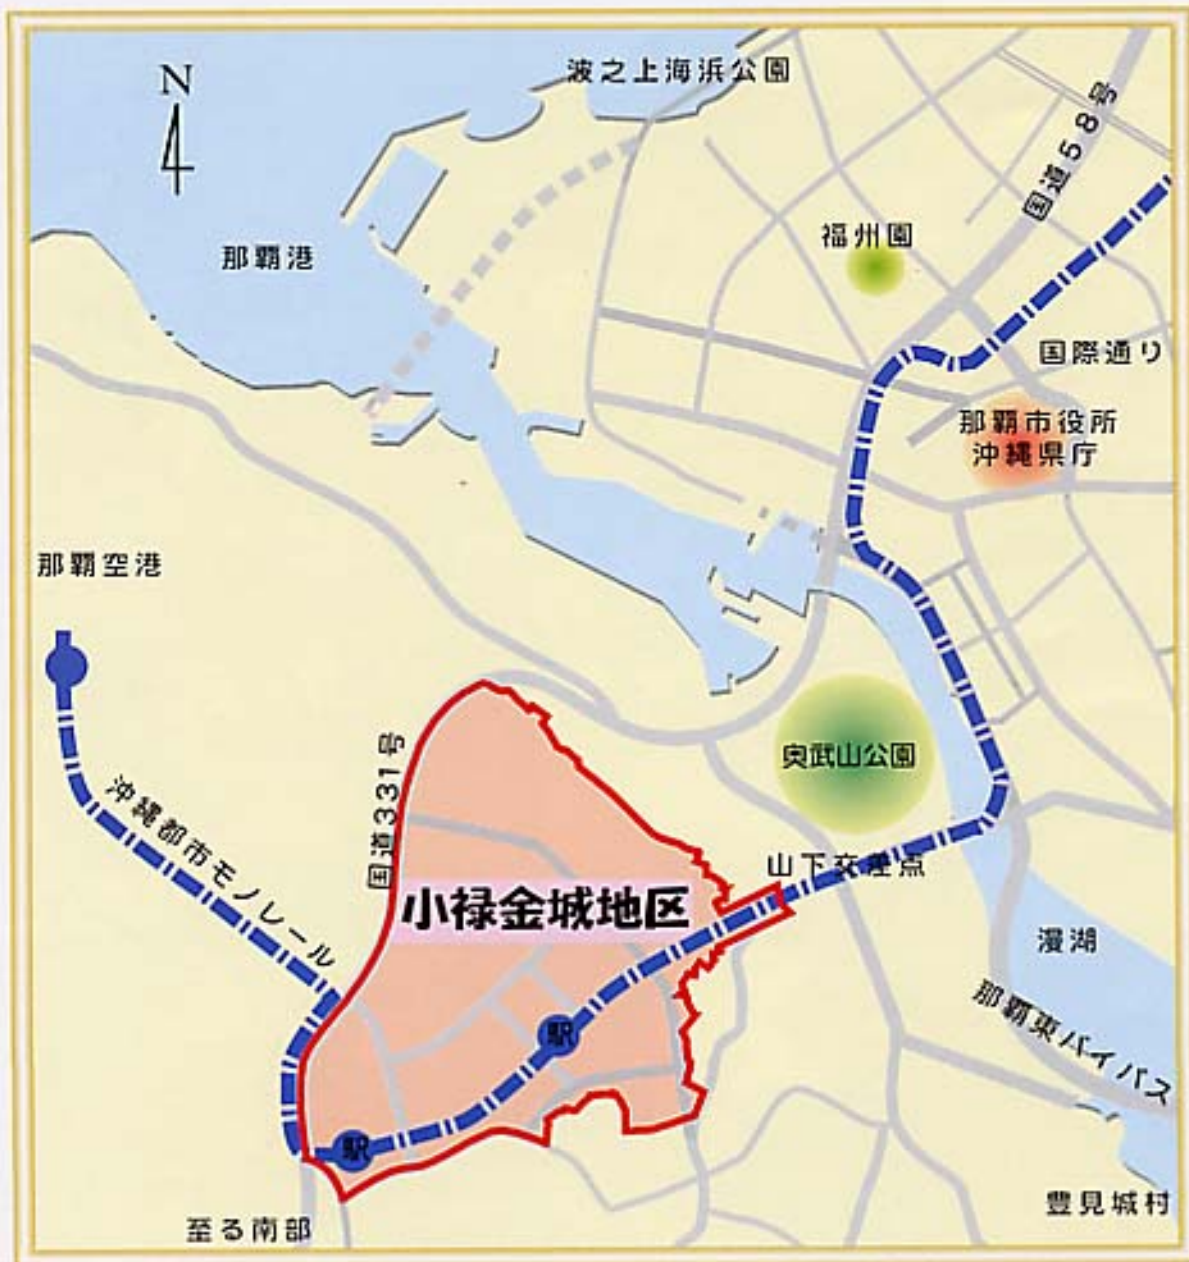 N
波之上海浜公園
国道58号
那覇港
福州園
国際通り
那覇市役所
沖縄県庁
那覇空港
奥武山公園
国道331号
沖縄都市モノレール
山下交差点
小禄金城地区
漫湖
那覇東バイパス
駅
駅
豊見城村
至る南部